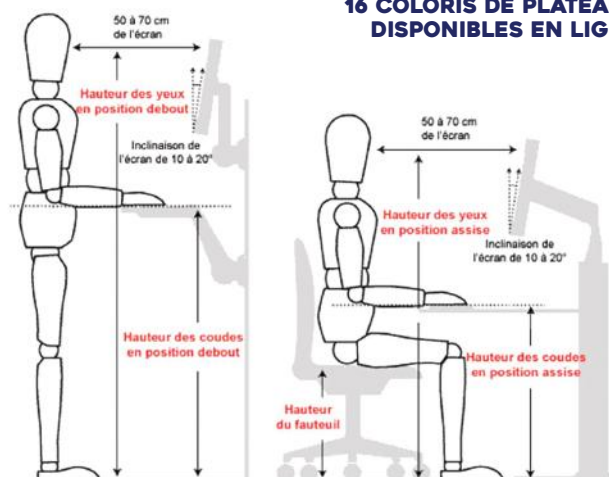 16 COLORIS DE PLATEA
DISPONIBLES EN LIG
50 à 70 cm
de l'écran
Hauteur des yeux
en position debout
Inclinaison de
l'écran de 10 à 20°
Hauteur des coudes
en position debout
50 à 70 cm
de l'écran
Hauteur des yeux
en position assise
Inclinaison de
l'écran de 10 à 20°
Hauteur des coudes
en position assise
Hauteur
du fauteuil